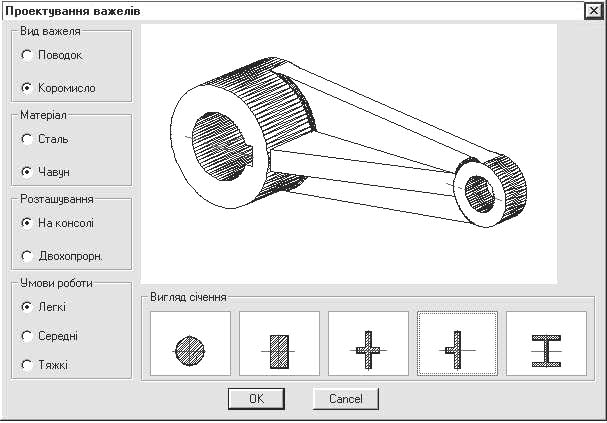 Проектування важелів
Вид важеля
Поводок
Коромисло
Матеріал
Сталь
Чавун
Розташування
На консолі
Двохопрорн.
Умови роботи
Легкі
Середні
Тяжкі
Вигляд січення
OK
Cancel